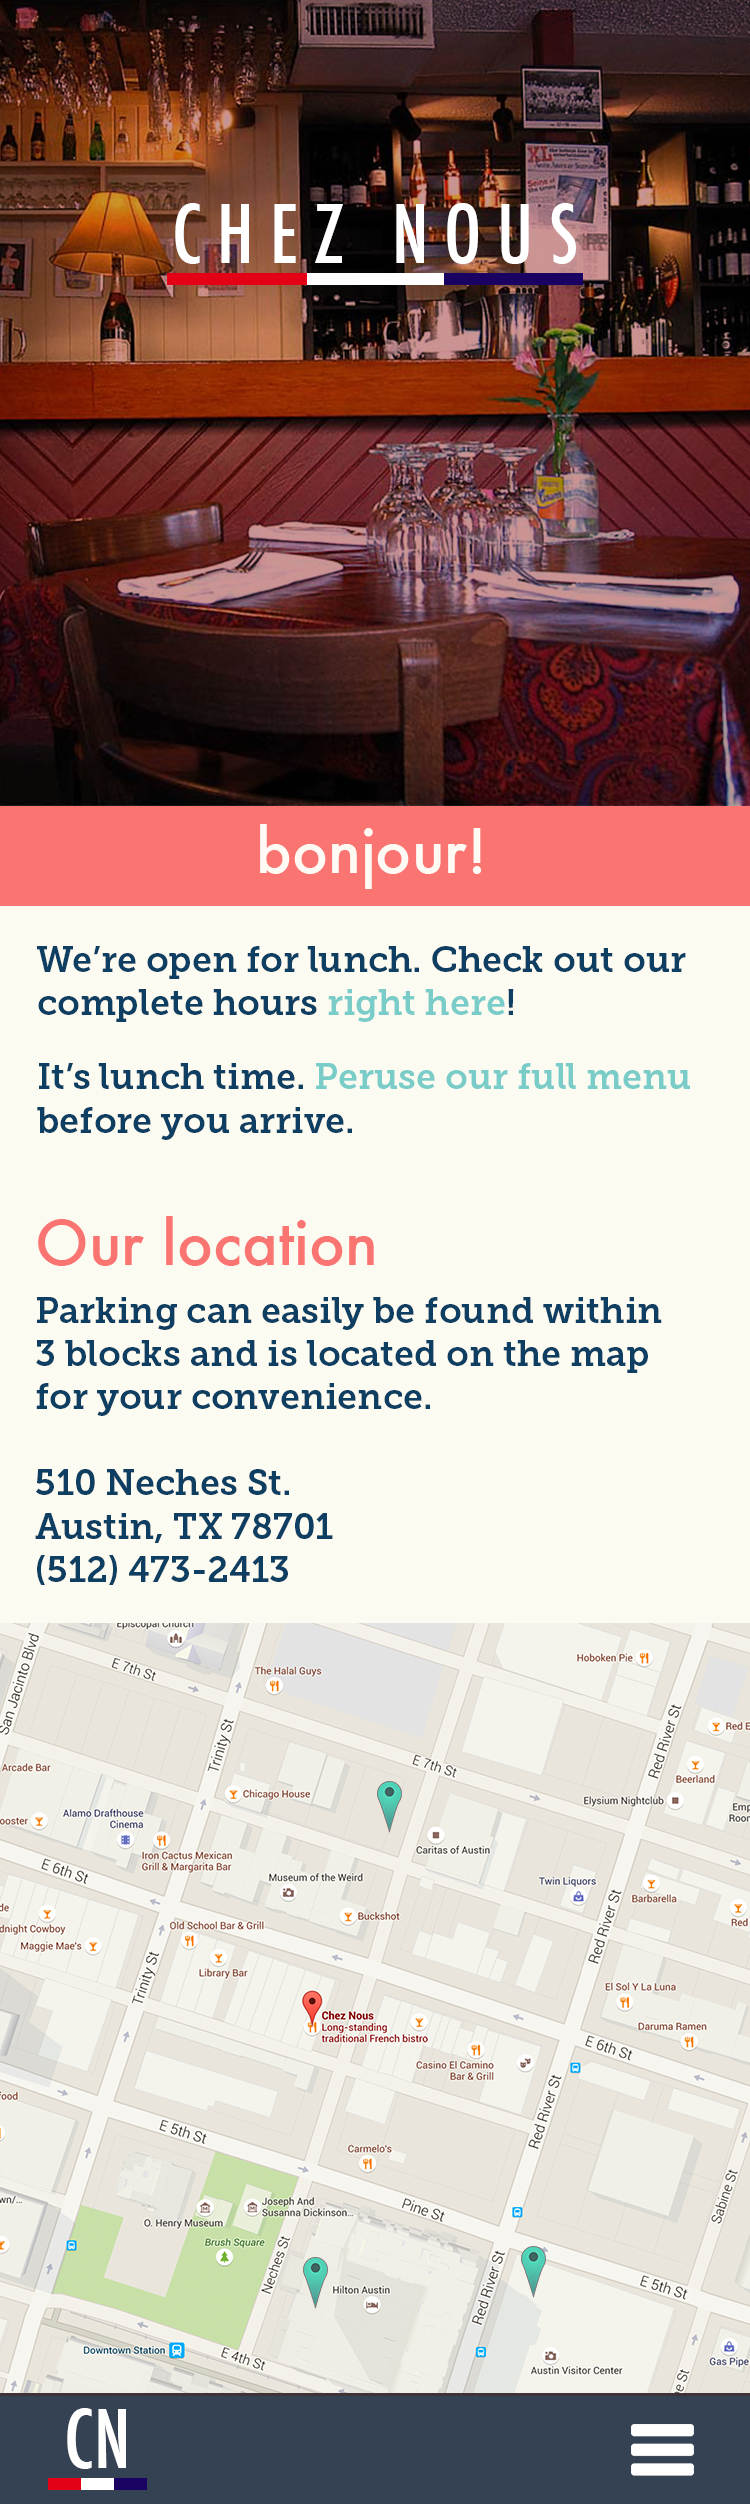 XL
CHEZ NOUS
bonjour!
We’re open for lunch. Check out our
complete hours right here!
It’s lunch time. Peruse our full menu
before you arrive.
Our location
Parking can easily be found within
3 blocks and is located on the map
for your convenience.
510 Neches St.
Austin, TX 78701
(512) 473-2413
Episcopal Church
San Jacinto Blvd
E 7th St
The Halal Guys
Hoboken Pie
Trinity St
Red River St
Red E
E 7th St
Arcade Bar
Beerland
Chicago House
Elysium Nightclub
Emp
Roor
Alamo Drafthouse
Cinema
ooster
Caritas of Austin
Iron Cactus Mexican
Grill & Margarita Bar
E 6th St
Museum of the Weird
Twin Liquors
Barbarella
de
dnight Cowboy
Old School Bar & Grill
Buckshot
Red
Maggie Mae's
Library Bar
Trinity St
Red River St
El Sol Y La Luna
Chez Nous
Long-standing
traditional French bistro
Daruma Ramen
E 6th St
Casino El Camino
Bar & Grill
food
E 5th St
Red River St
Carmelo's
Sabine St
wn/...
Joseph And
Susanna Dickinson...
Pine St
O. Henry Museum
Brush Square
Neches St
Red River St
Hilton Austin
E 5th St
Downtown Station
E 4th St
Austin Visitor Center
Gas Pipe
e St
CN